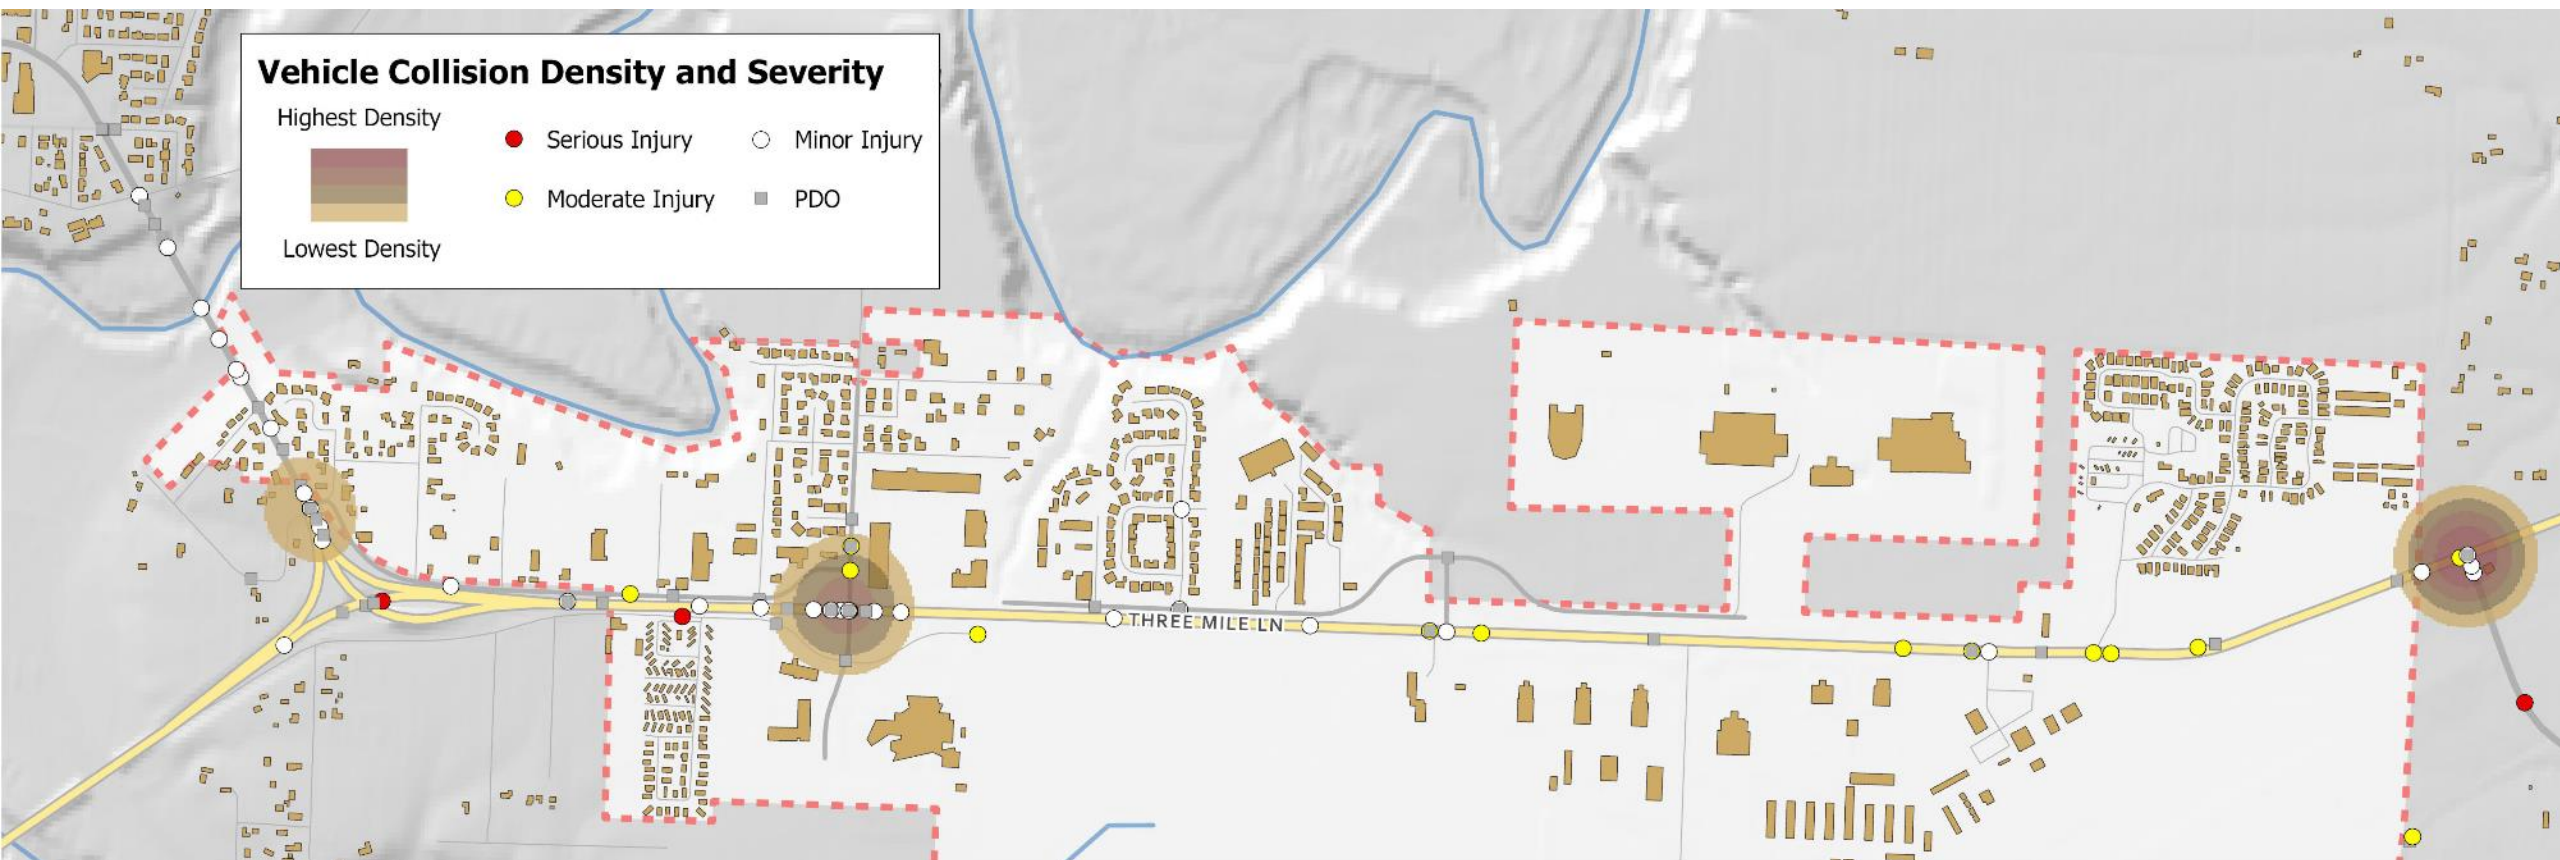 Vehicle Collision Density and Severity
Highest Density
Serious Injury
Minor Injury
Moderate Injury
PDO
Lowest Density
THREE MILE LN